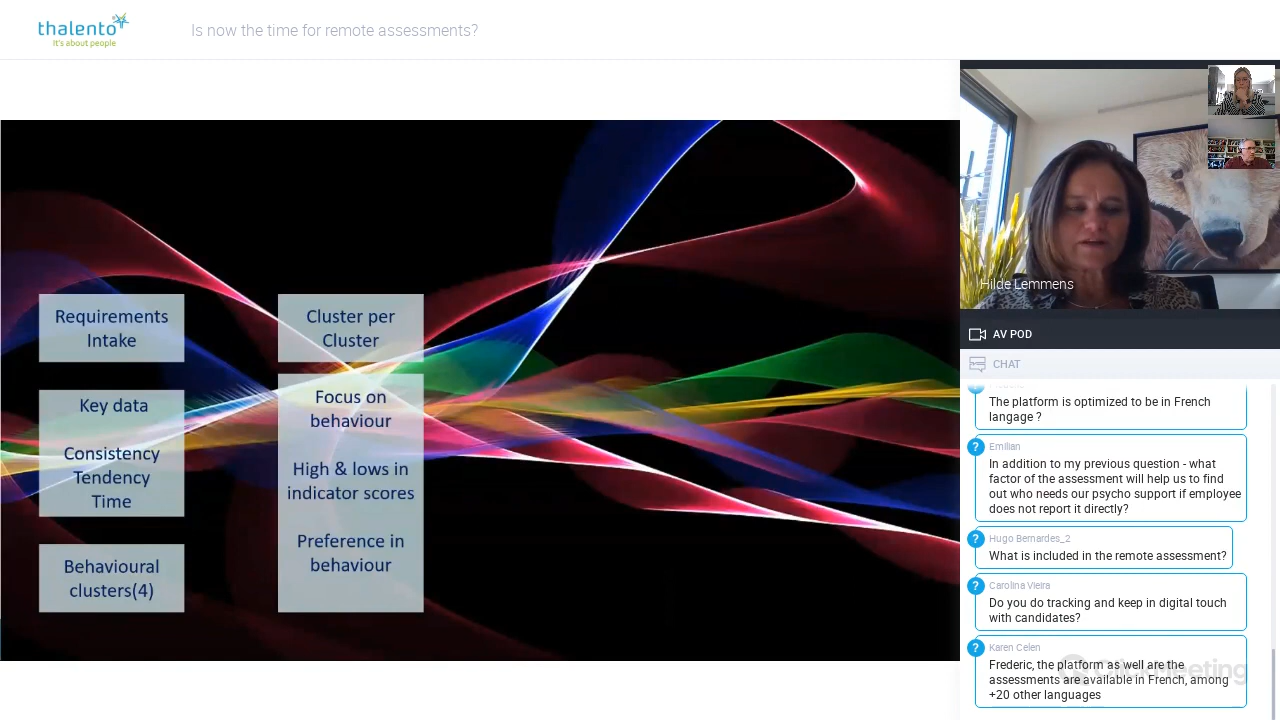 thalento
It's about people
Is now the time for remote assessments?
Requirements
Intake
Key data
Consistency
Tendency
Time
Behavioural
clusters(4)
Cluster per
Cluster
Focus on
behaviour
High & lows in
indicator scores
Preference in
behaviour
Hilde Lemmens
AV POD
CHAT
The platform is optimized to be in French
langage ?
Emilian
In addition to my previous question - what
factor of the assessment will help us to find
out who needs our psycho support if employee
does not report it directly?
Hugo Bernardes_2
What is included in the remote assessment?
Carolina Vieira
Do you do tracking and keep in digital touch
with candidates?
Karen Celen
Frederic, the platform as well are the
assessments are available in French, among
+20 other languages